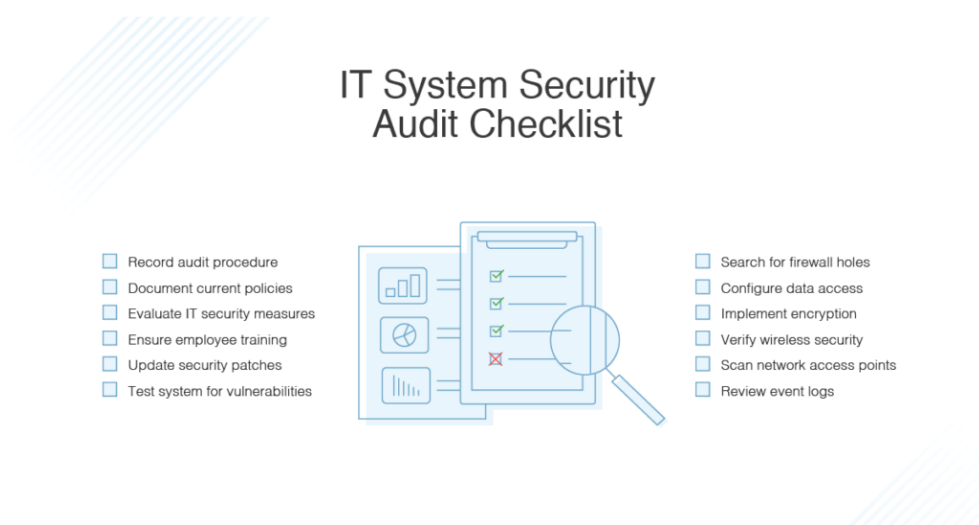 IT System Security
Audit Checklist
Record audit procedure
Document current policies
Evaluate IT security measures
Ensure employee training
Update security patches
Test system for vulnerabilities
Search for firewall holes
Configure data access
Implement encryption
Verify wireless security
Scan network access points
Review event logs